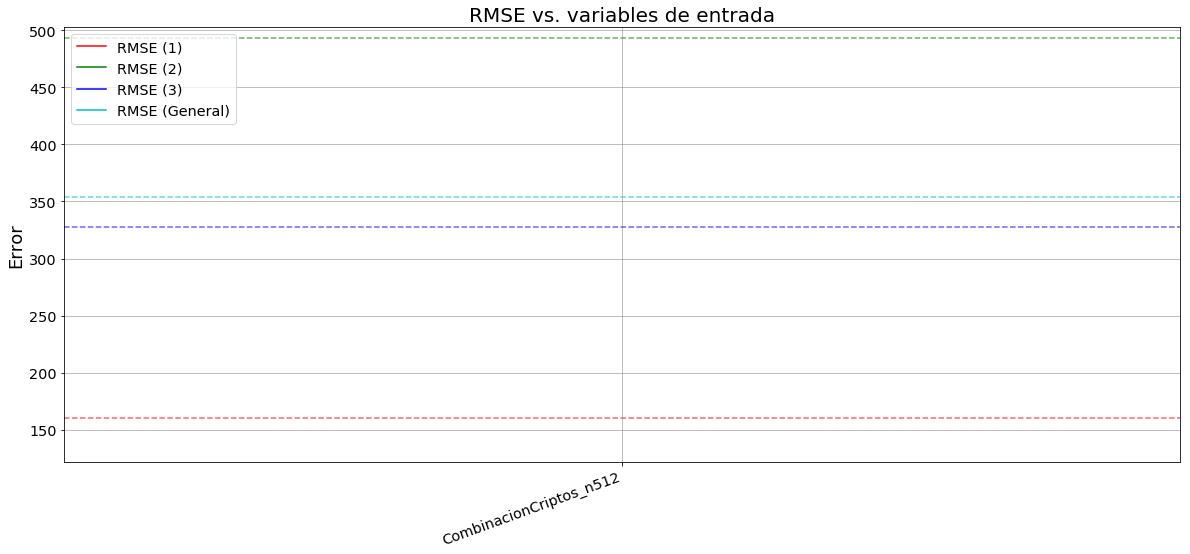 RMSE vs. variables de entrada
RMSE (1)
RMSE (2)
RMSE (3)
RMSE (General)
Error
500
450
400
350
300
250
200
150
CombinacionCriptos_n512